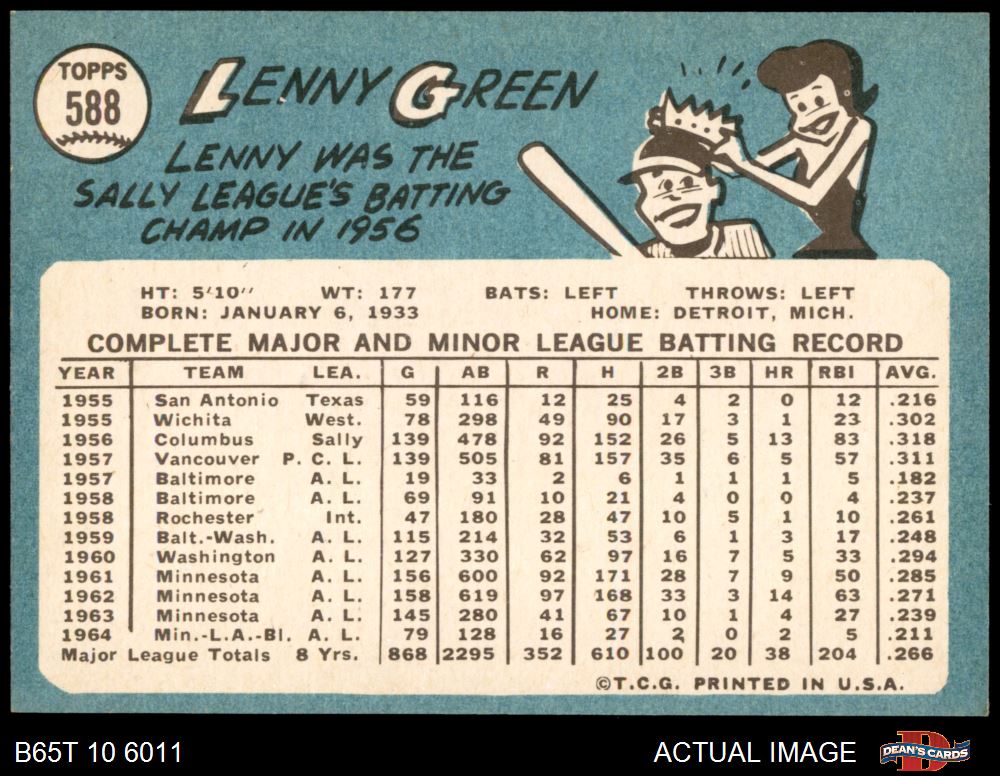 TOPPS
588
LENNY GREEN
LENNY WAS THE
SALLY LEAGUE'S BATTING
CHAMP IN 1956
HT: 5'10" WT: 177 BATS: LEFT THROWS: LEFT
BORN: JANUARY 6, 1933 HOME: DETROIT, MICH.
COMPLETE MAJOR AND MINOR LEAGUE BATTING RECORD
YEAR TEAM LEA. G AB R H 2B 3B HR RBI AVG.
1955 San Antonio Texas 59 116 12 25 4 2 0 12 .216
1955 Wichita West. 78 298 49 90 17 3 1 23 .302
1956 Columbus Sally 139 478 92 152 26 5 13 83 .318
1957 Vancouver P. C. L. 139 505 81 157 35 6 5 57 .311
1957 Baltimore A. L. 19 33 2 6 1 1 1 5 .182
1958 Baltimore A. L. 69 91 10 21 4 0 0 4 .237
1958 Rochester Int. 47 180 28 47 10 5 1 10 .261
1959 Balt.-Wash. A. L. 115 214 32 53 6 1 3 17 .248
1960 Washington A. L. 127 330 62 97 16 7 5 33 .294
1961 Minnesota A. L. 156 600 92 171 28 7 9 50 .285
1962 Minnesota A. L. 158 619 97 168 33 3 14 63 .271
1963 Minnesota A. L. 145 280 41 67 10 1 4 27 .239
1964 Min.-L.A.-Bl. A. L. 79 128 16 27 2 0 2 5 .211
Major League Totals 8 Yrs. 868 2295 352 610 100 20 38 204 .266
©T.C.G. PRINTED IN U.S.A.
B65T 10 6011 ACTUAL IMAGE DEAN'S CARDS